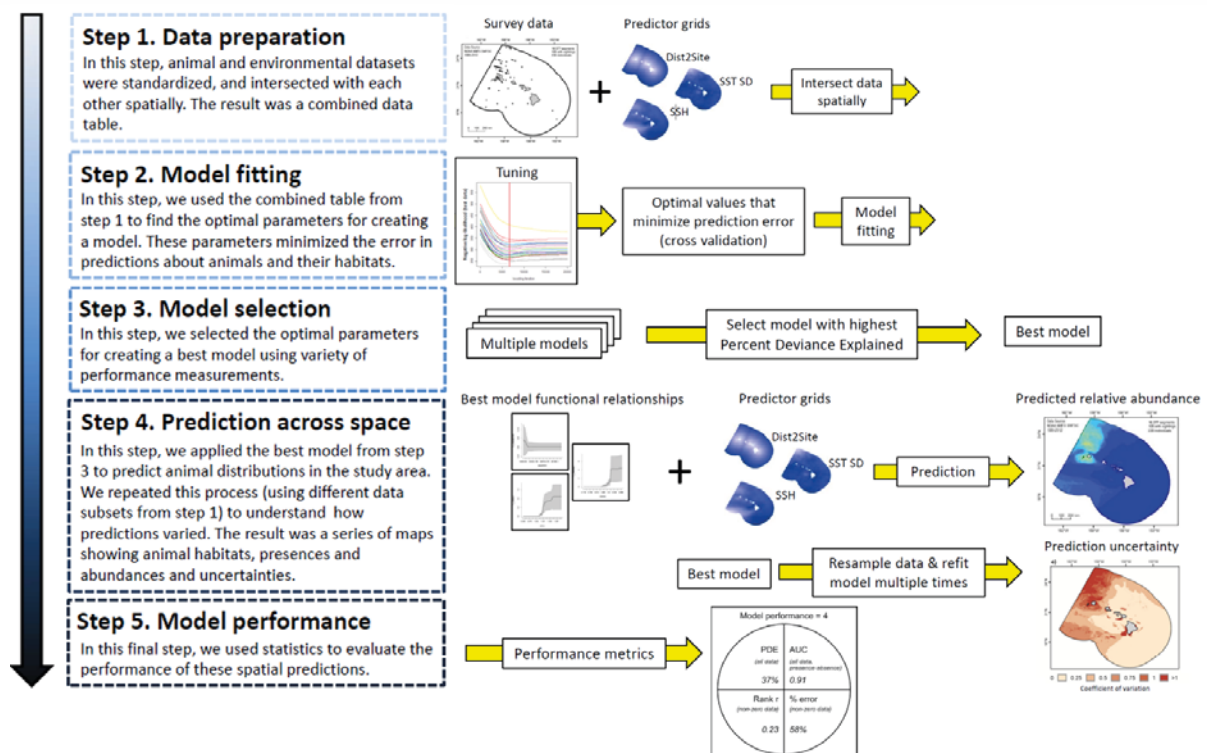 Step 1. Data preparation
In this step, animal and environmental datasets
were standardized, and intersected with each
other spatially. The result was a combined data
table.
Survey data
Predictor grids
Dist2Site
SST SD
SSH
Intersect data
spatially
Step 2. Model fitting
In this step, we used the combined table from
step 1 to find the optimal parameters for creating
a model. These parameters minimized the error in
predictions about animals and their habitats.
Tuning
Optimal values that
minimize prediction error
(cross validation)
Model
fitting
Step 3. Model selection
In this step, we selected the optimal parameters
for creating a best model using variety of
performance measurements.
Multiple models
Select model with highest
Percent Deviance Explained
Best model
Step 4. Prediction across space
In this step, we applied the best model from step
3 to predict animal distributions in the study area.
We repeated this process (using different data
subsets from step 1) to understand how
predictions varied. The result was a series of maps
showing animal habitats, presences and
abundances and uncertainties.
Best model functional relationships
Predictor grids
Dist2Site
SST SD
SSH
Prediction
Predicted relative abundance
Best model
Resample data & refit
model multiple times
Prediction uncertainty
0 0.25 0.5 0.75 1 >1
Coefficient of variation
Step 5. Model performance
In this final step, we used statistics to evaluate the
performance of these spatial predictions.
Performance metrics
Model performance = 4
PDE
(all data)
37%
AUC
(all data,
presence-absence)
0.91
Rank r
(non-zero data)
0.23
% error
(non-zero data)
58%